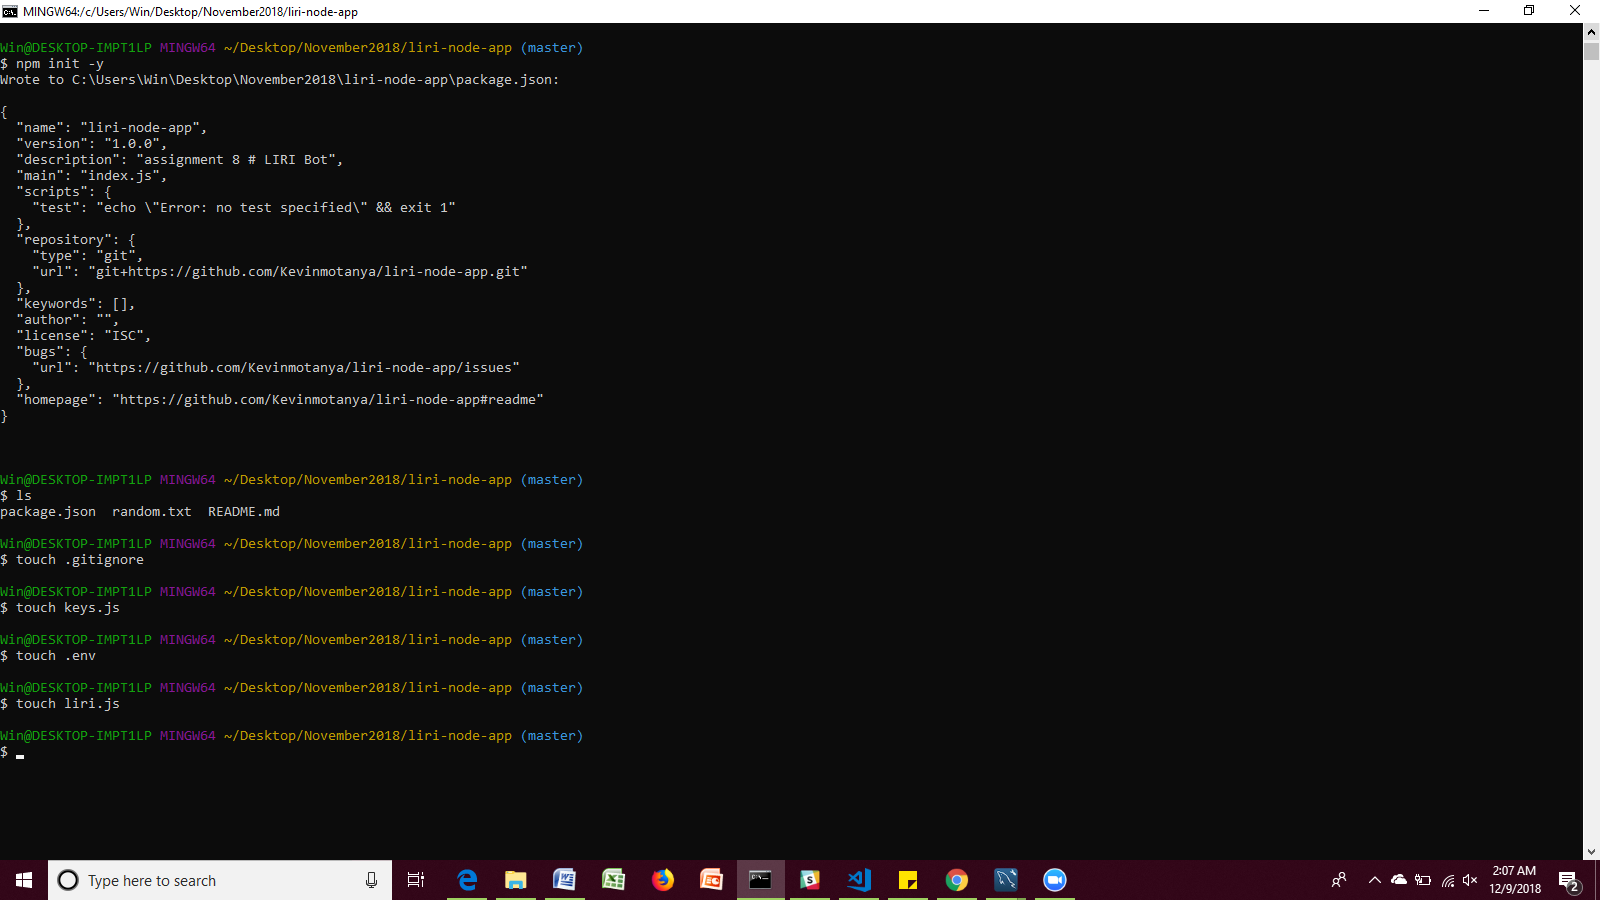 MINGW64:/c/Users/Win/Desktop/November2018/liri-node-app
Win@DESKTOP-IMPT1LP MINGW64 ~/Desktop/November2018/liri-node-app (master)
$ npm init -y
Wrote to C:\Users\Win\Desktop\November2018\liri-node-app\package.json:
{
  "name": "liri-node-app",
  "version": "1.0.0",
  "description": "assignment 8 # LIRI Bot",
  "main": "index.js",
  "scripts": {
    "test": "echo \"Error: no test specified\" && exit 1"
  },
  "repository": {
    "type": "git",
    "url": "git+https://github.com/Kevinmotanya/liri-node-app.git"
  },
  "keywords": [],
  "author": "",
  "license": "ISC",
  "bugs": {
    "url": "https://github.com/Kevinmotanya/liri-node-app/issues"
  },
  "homepage": "https://github.com/Kevinmotanya/liri-node-app#readme"
}
Win@DESKTOP-IMPT1LP MINGW64 ~/Desktop/November2018/liri-node-app (master)
$ ls
package.json  random.txt  README.md
Win@DESKTOP-IMPT1LP MINGW64 ~/Desktop/November2018/liri-node-app (master)
$ touch .gitignore
Win@DESKTOP-IMPT1LP MINGW64 ~/Desktop/November2018/liri-node-app (master)
$ touch keys.js
Win@DESKTOP-IMPT1LP MINGW64 ~/Desktop/November2018/liri-node-app (master)
$ touch .env
Win@DESKTOP-IMPT1LP MINGW64 ~/Desktop/November2018/liri-node-app (master)
$ touch liri.js
Win@DESKTOP-IMPT1LP MINGW64 ~/Desktop/November2018/liri-node-app (master)
$
Type here to search
2:07 AM
12/9/2018
2